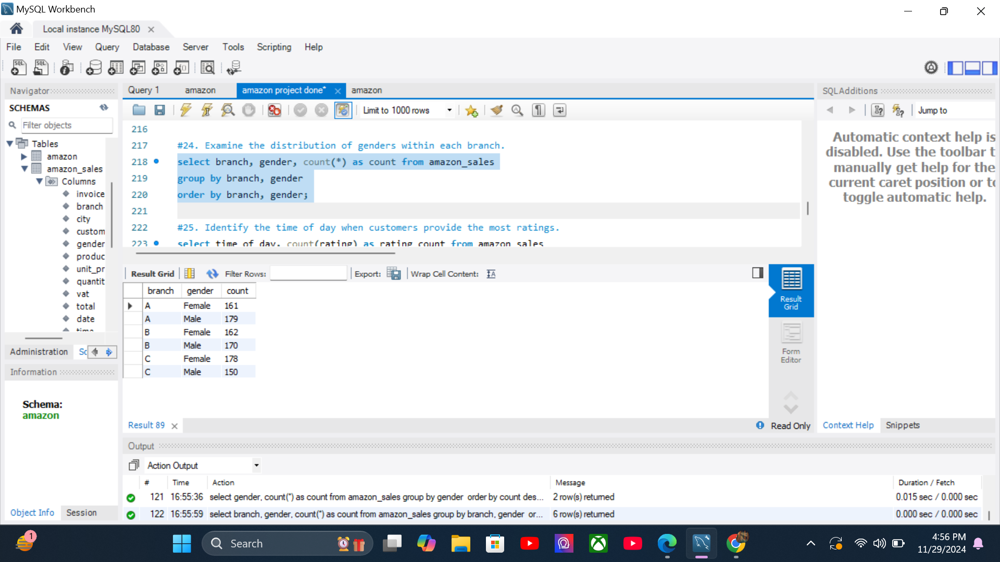 MySQL Workbench
Local instance MySQL80
File Edit View Query Database Server Tools Scripting Help
Navigator
SCHEMAS
Filter objects
Tables
amazon
amazon_sales
Columns
invoice
branch
city
custom
gender
produc
unit_pr
quantit
vat
total
date
time
Administration Sc
Information
Schema:
amazon
Object Info Session
Query 1 amazon amazon project done* amazon
Limit to 1000 rows
216
217 #24. Examine the distribution of genders within each branch.
218 select branch, gender, count(*) as count from amazon_sales
219 group by branch, gender
220 order by branch, gender;
221
222 #25. Identify the time of day when customers provide the most ratings.
223 select time_of_day, count(rating) as rating_count from amazon_sales
Result Grid Filter Rows: Export: Wrap Cell Content:
branch gender count
A Female 161
A Male 179
B Female 162
B Male 170
C Female 178
C Male 150
Result
Grid
Form
Editor
Result 89
Read Only
SQLAdditions
Jump to
Automatic context help is
disabled. Use the toolbar t
manually get help for the
current caret position or to
toggle automatic help.
Context Help Snippets
Output
Action Output
# Time Action Message Duration / Fetch
121 16:55:36 select gender, count(*) as count from amazon_sales group by gender order by count des... 2 row(s) returned 0.015 sec / 0.000 sec
122 16:55:59 select branch, gender, count(*) as count from amazon_sales group by branch, gender or... 6 row(s) returned 0.000 sec / 0.000 sec
1
Search
4:56 PM
11/29/2024